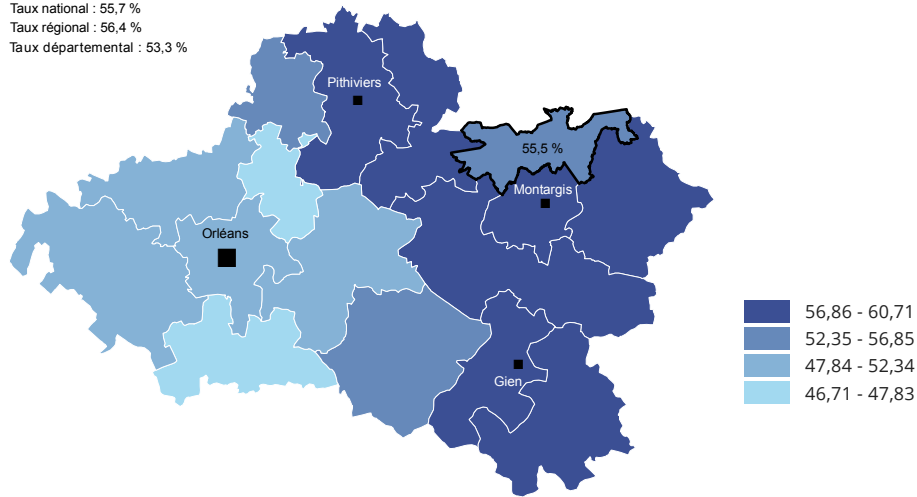 Taux national : 55,7 %
Taux régional : 56,4 %
Taux départemental : 53,3 %
Pithiviers
55,5 %
Montargis
Orléans
Gien
56,86 - 60,71
52,35 - 56,85
47,84 - 52,34
46,71 - 47,83